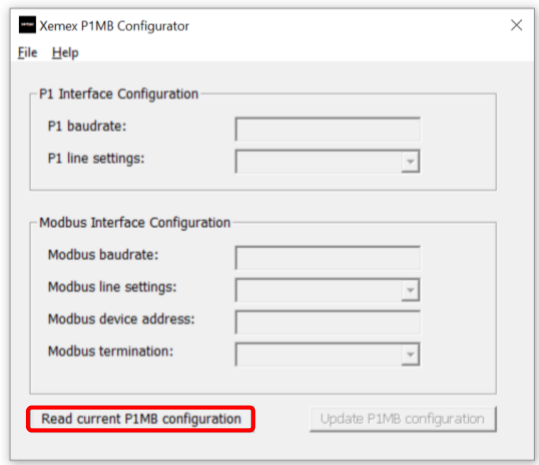 Xemex P1MB Configurator
File Help
P1 Interface Configuration
P1 baudrate:
P1 line settings:
Modbus Interface Configuration
Modbus baudrate:
Modbus line settings:
Modbus device address:
Modbus termination:
Read current P1MB configuration
Update P1MB configuration